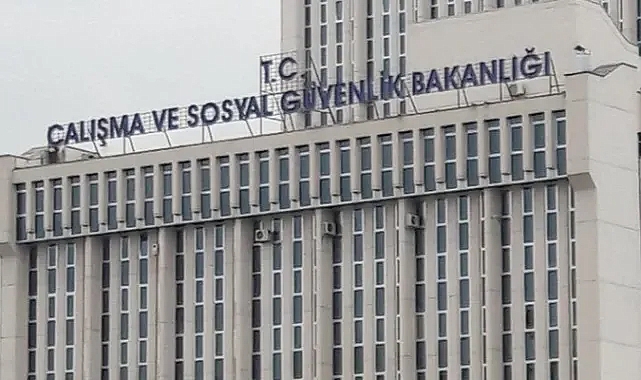 T.C.
ÇALIŞMA VE SOSYAL GÜVENLİK BAKANLIĞI